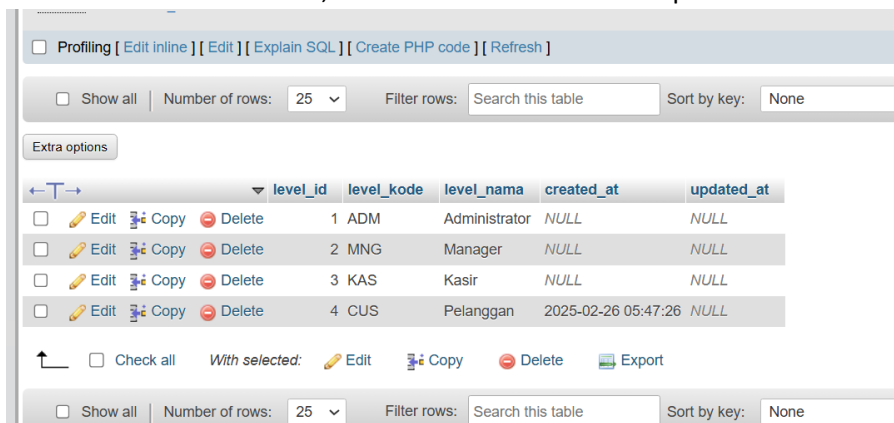 Profiling [ Edit inline ] [ Edit ] [ Explain SQL ] [ Create PHP code ] [ Refresh ]
Show all | Number of rows: 25 Filter rows: Search this table Sort by key: None
Extra options
←T→ level_id level_kode level_nama created_at updated_at
Edit Copy Delete 1 ADM Administrator NULL NULL
Edit Copy Delete 2 MNG Manager NULL NULL
Edit Copy Delete 3 KAS Kasir NULL NULL
Edit Copy Delete 4 CUS Pelanggan 2025-02-26 05:47:26 NULL
Check all With selected: Edit Copy Delete Export
Show all | Number of rows: 25 Filter rows: Search this table Sort by key: None